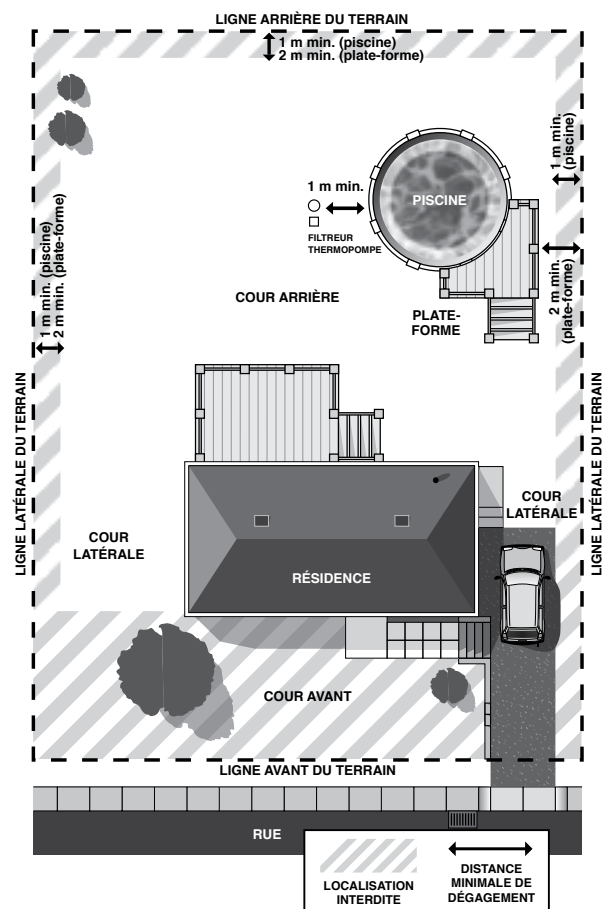 LIGNE ARRIÈRE DU TERRAIN
1 m min. (piscine)
2 m min. (plate-forme)
1 m min.
(piscine)
1 m min.
PISCINE
FILTREUR
THERMOPOMPE
2 m min.
(plate-forme)
COUR ARRIÈRE
PLATE-
FORME
1 m min. (piscine)
2 m min. (plate-forme)
LIGNE LATÉRALE DU TERRAIN
LIGNE LATÉRALE DU TERRAIN
COUR
LATÉRALE
COUR
LATÉRALE
RÉSIDENCE
COUR AVANT
LIGNE AVANT DU TERRAIN
RUE
LOCALISATION
INTERDITE
DISTANCE
MINIMALE DE
DÉGAGEMENT